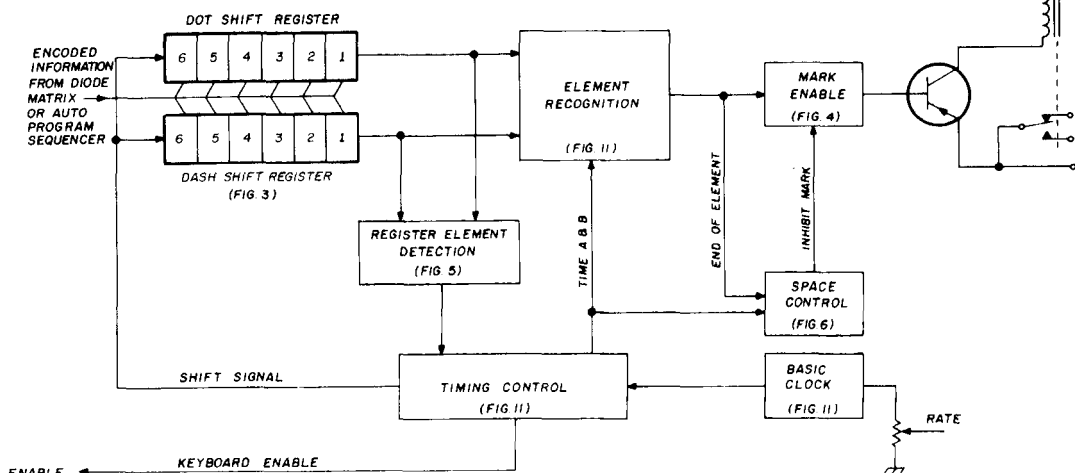 DOT SHIFT REGISTER
ENCODED
INFORMATION
FROM DIODE
MATRIX
OR AUTO
PROGRAM
SEQUENCER
6 5 4 3 2 1
6 5 4 3 2 1
DASH SHIFT REGISTER
(FIG. 3)
ELEMENT
RECOGNITION
(FIG. 11)
MARK
ENABLE
(FIG. 4)
REGISTER ELEMENT
DETECTION
(FIG. 5)
TIME A & B
END OF ELEMENT
INHIBIT MARK
SPACE
CONTROL
(FIG 6)
SHIFT SIGNAL
TIMING CONTROL
(FIG 11)
BASIC
CLOCK
(FIG 11)
RATE
KEYBOARD ENABLE
ENABLE